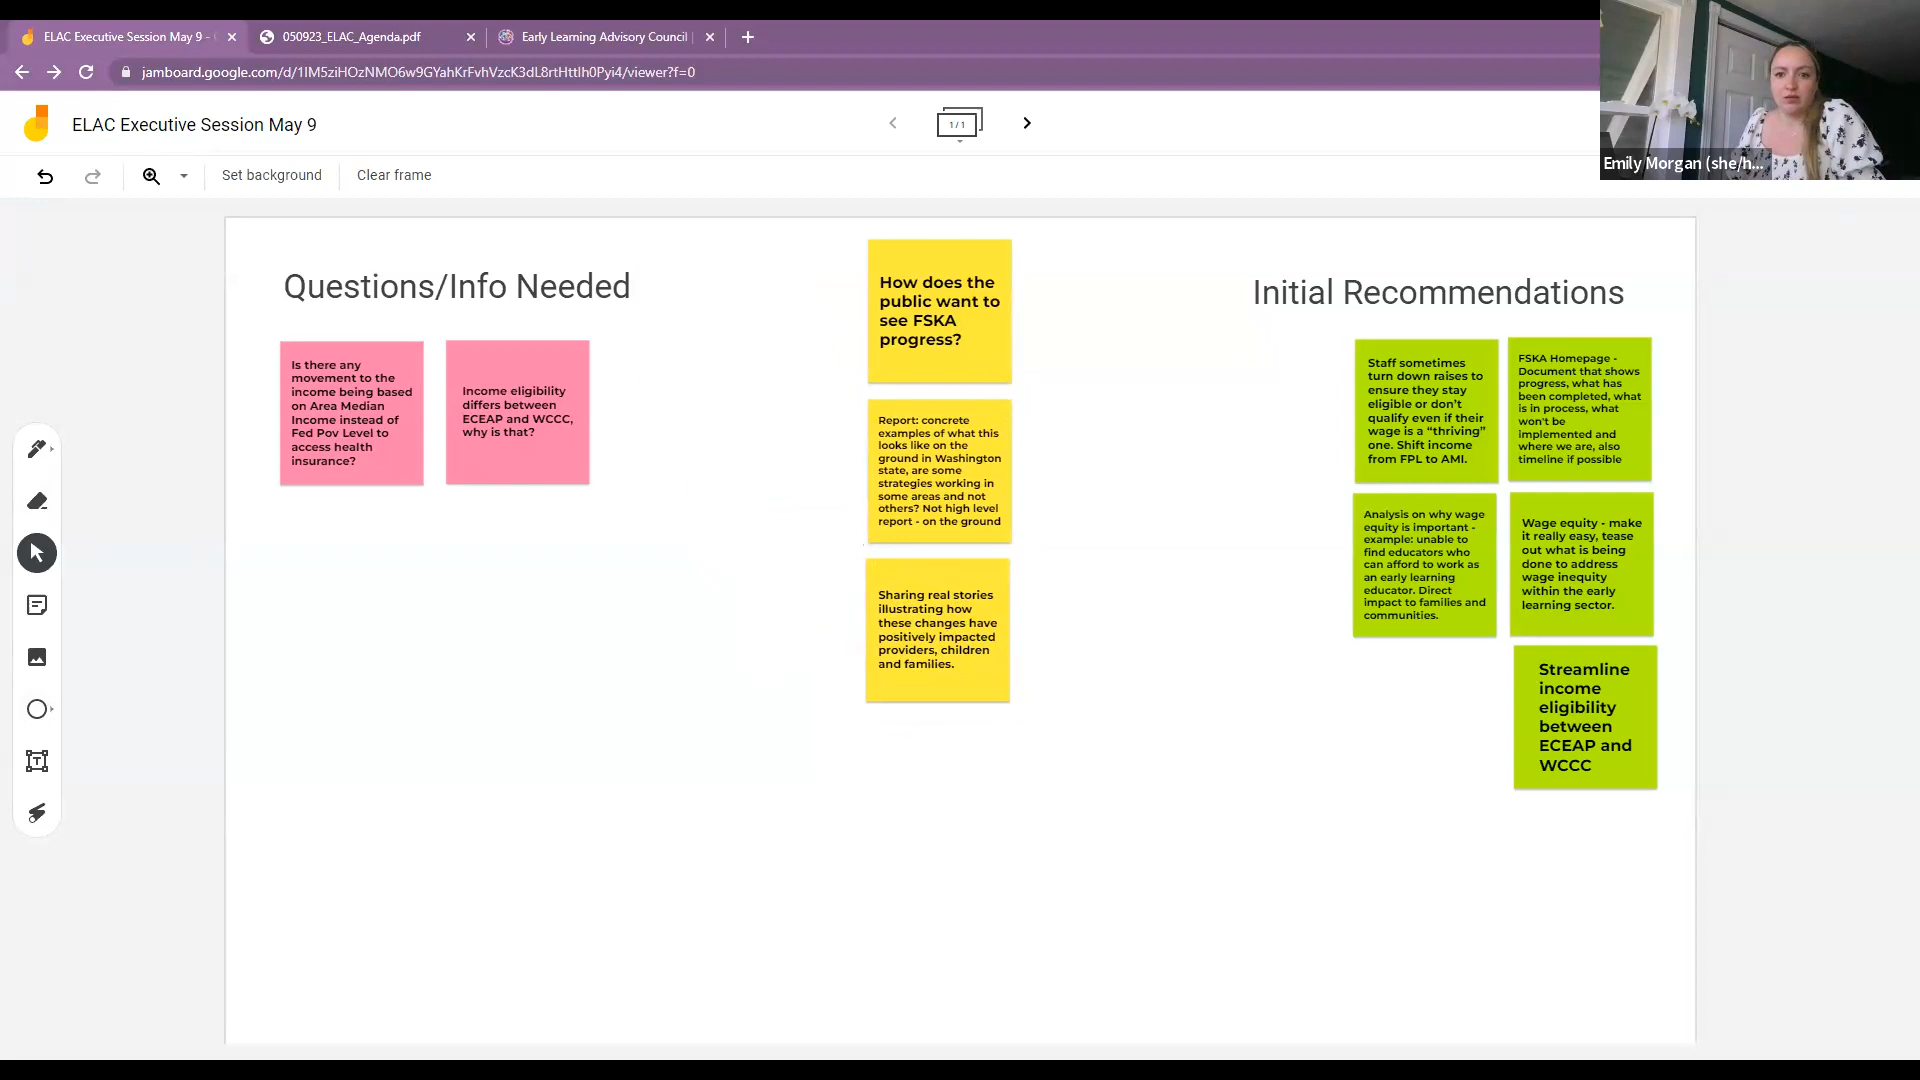 ELAC Executive Session May 9 -
050923_ELAC_Agenda.pdf
Early Learning Advisory Council
jamboard.google.com/d/1IM5ziHOzNMO6w9GYahKrFvhVzcK3dL8rtHttIh0Pyi4/viewer?f=0
Emily Morgan (she/h...
ELAC Executive Session May 9
1 / 1
Set background
Clear frame
Questions/Info Needed
Is there any
movement to the
income being based
on Area Median
Income instead of
Fed Pov Level to
access health
insurance?
Income eligibility
differs between
ECEAP and WCCC,
why is that?
How does the
public want to
see FSKA
progress?
Report: concrete
examples of what this
looks like on the
ground in Washington
state, are some
strategies working in
some areas and not
others? Not high level
report - on the ground
Sharing real stories
illustrating how
these changes have
positively impacted
providers, children
and families.
Initial Recommendations
Staff sometimes
turn down raises to
ensure they stay
eligible or don't
qualify even if their
wage is a “thriving”
one. Shift income
from FPL to AMI.
FSKA Homepage -
Document that shows
progress, what has
been completed, what
is in process, what
won't be
implemented and
where we are, also
timeline if possible
Analysis on why wage
equity is important -
example: unable to
find educators who
can afford to work as
an early learning
educator. Direct
impact to families and
communities.
Wage equity - make
it really easy, tease
out what is being
done to address
wage inequity
within the early
learning sector.
Streamline
income
eligibility
between
ECEAP and
WCCC